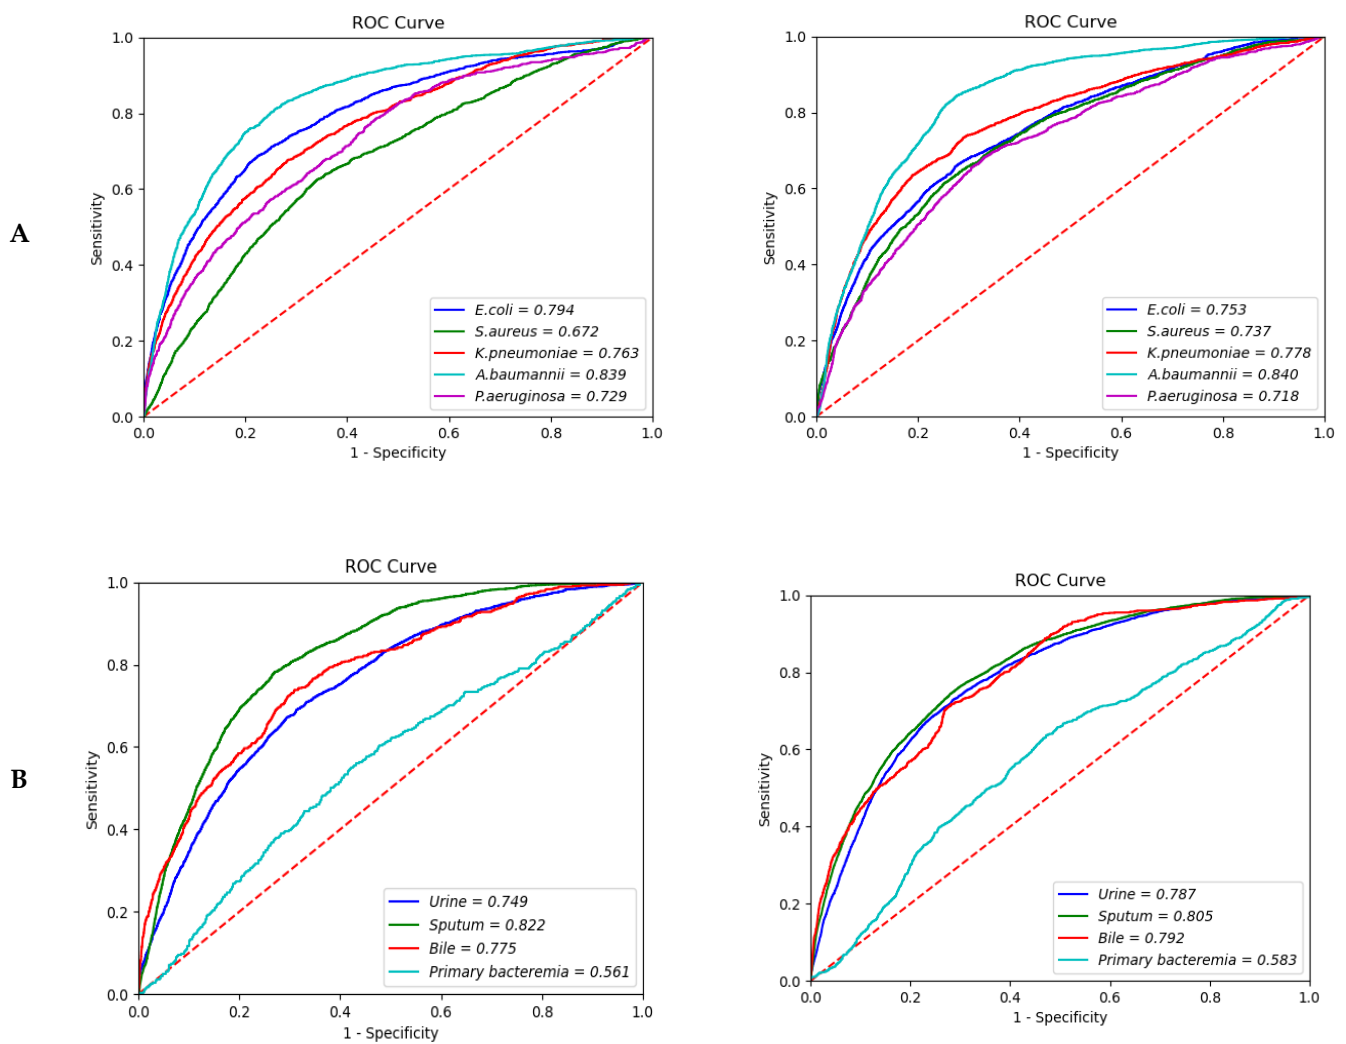 A
ROC Curve
1.0
0.8
0.6
0.4
0.2
0.0
Sensitivity
E.coli = 0.794
S.aureus = 0.672
K.pneumoniae = 0.763
A.baumannii = 0.839
P.aeruginosa = 0.729
0.0 0.2 0.4 0.6 0.8 1.0
1 - Specificity
ROC Curve
1.0
0.8
0.6
0.4
0.2
0.0
Sensitivity
E.coli = 0.753
S.aureus = 0.737
K.pneumoniae = 0.778
A.baumannii = 0.840
P.aeruginosa = 0.718
0.0 0.2 0.4 0.6 0.8 1.0
1 - Specificity
B
ROC Curve
1.0
0.8
0.6
0.4
0.2
0.0
Sensitivity
Urine = 0.749
Sputum = 0.822
Bile = 0.775
Primary bacteremia = 0.561
0.0 0.2 0.4 0.6 0.8 1.0
1 - Specificity
ROC Curve
1.0
0.8
0.6
0.4
0.2
0.0
Sensitivity
Urine = 0.787
Sputum = 0.805
Bile = 0.792
Primary bacteremia = 0.583
0.0 0.2 0.4 0.6 0.8 1.0
1 - Specificity